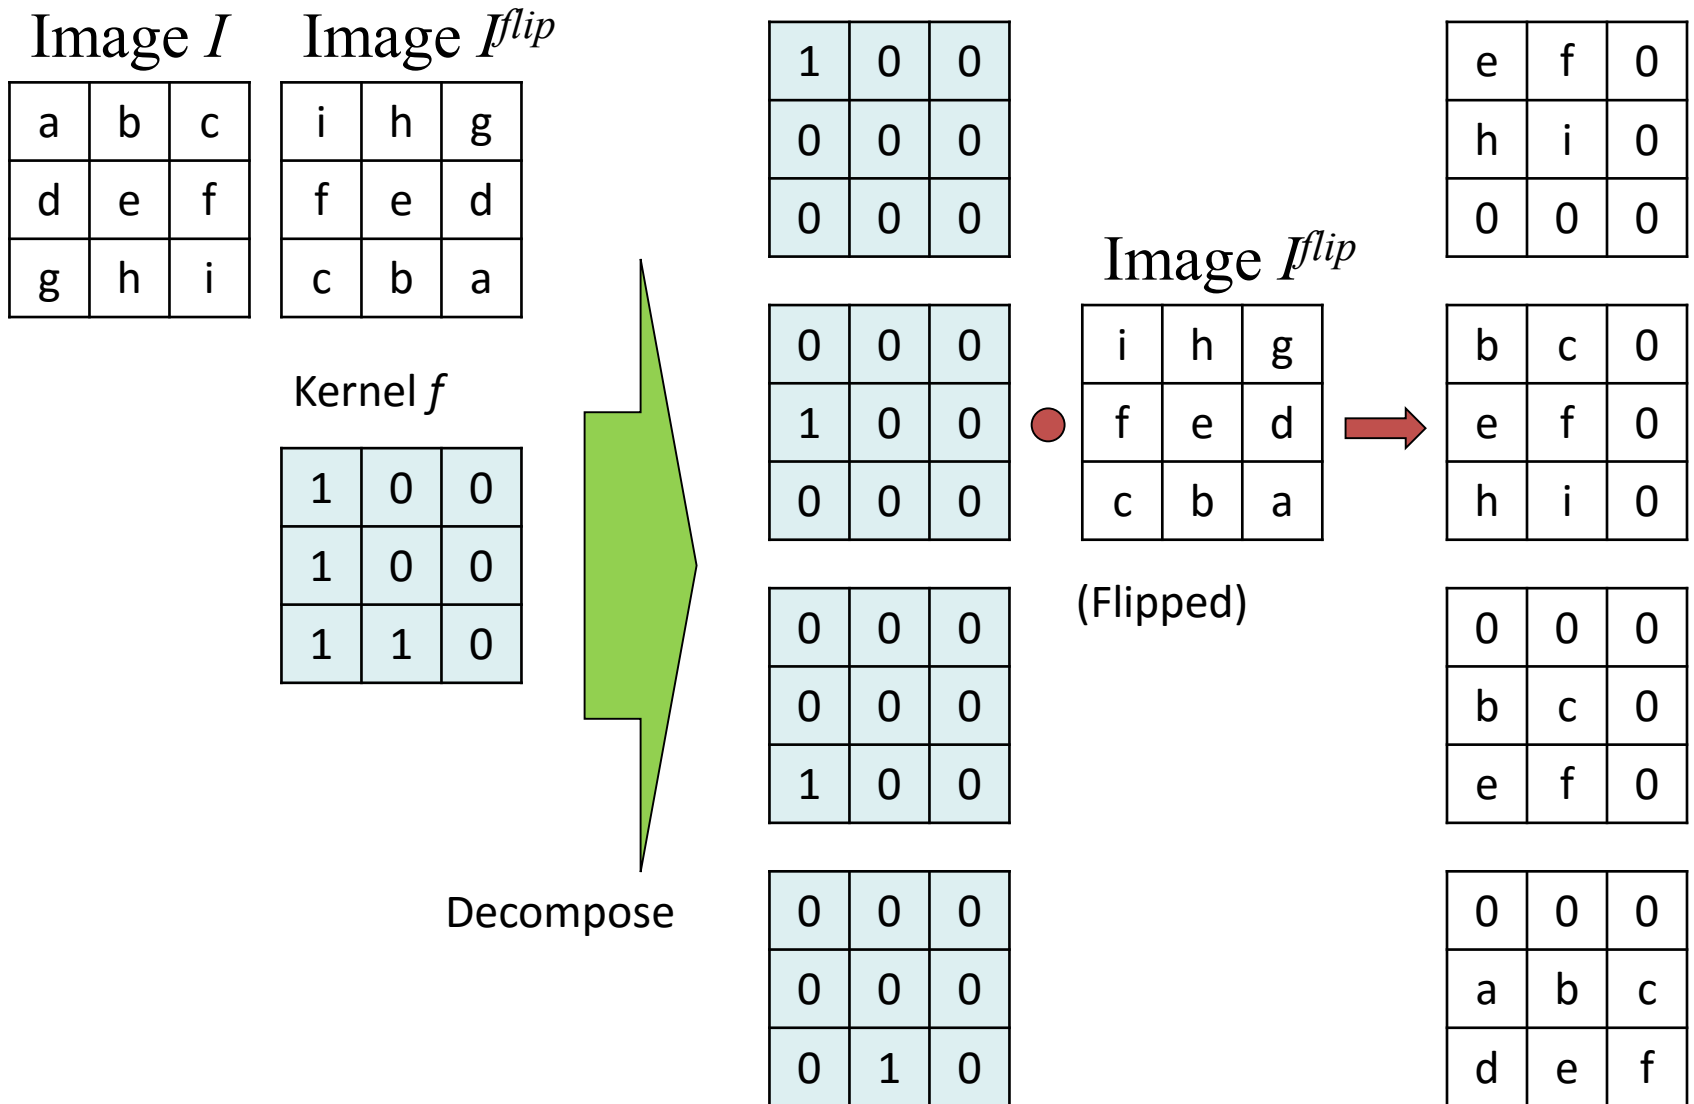 Image I
Image I^flip
a b c
d e f
g h i
i h g
f e d
c b a
Kernel f
1 0 0
1 0 0
1 1 0
Decompose
1 0 0
0 0 0
0 0 0
0 0 0
1 0 0
0 0 0
0 0 0
0 0 0
1 0 0
0 0 0
0 0 0
0 1 0
Image I^flip
i h g
f e d
c b a
(Flipped)
e f 0
h i 0
0 0 0
b c 0
e f 0
h i 0
0 0 0
b c 0
e f 0
0 0 0
a b c
d e f